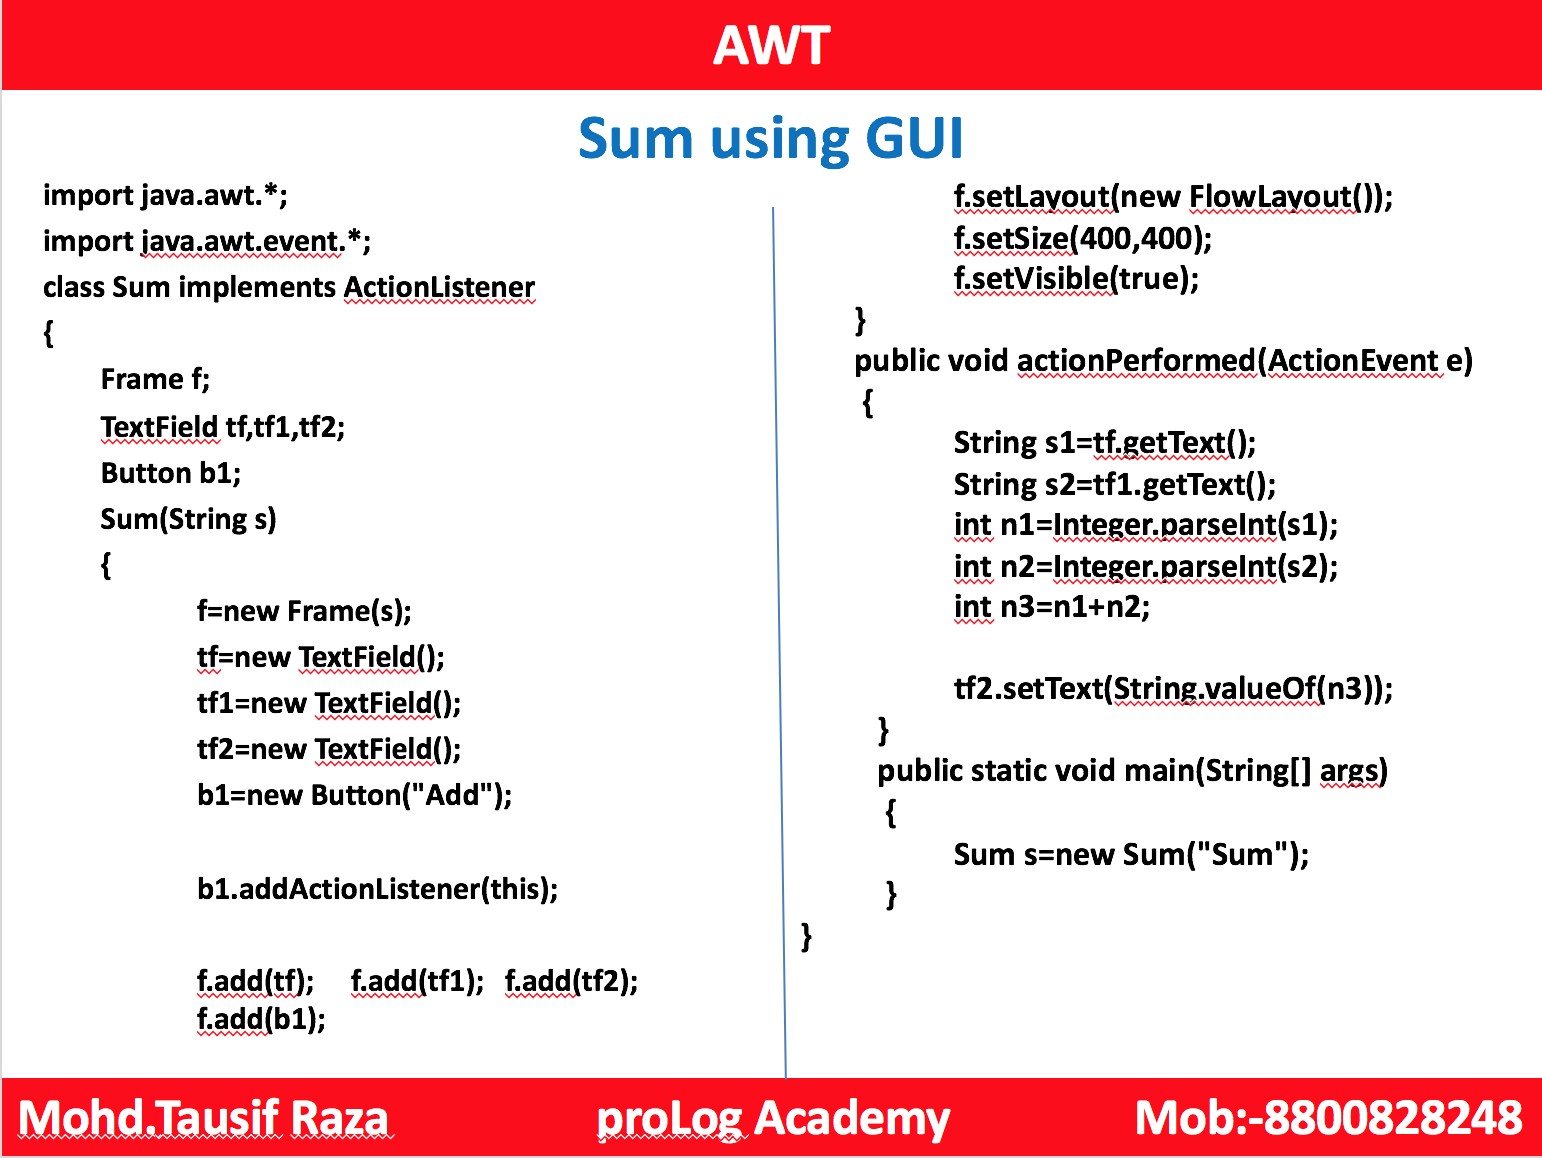 AWT
Sum using GUI
import java.awt.*;
import java.awt.event.*;
class Sum implements ActionListener
{
Frame f;
TextField tf,tf1,tf2;
Button b1;
Sum(String s)
{
f=new Frame(s);
tf=new TextField();
tf1=new TextField();
tf2=new TextField();
b1=new Button("Add");
b1.addActionListener(this);
f.add(tf); f.add(tf1); f.add(tf2);
f.add(b1);
f.setLayout(new FlowLayout());
f.setSize(400,400);
f.setVisible(true);
}
public void actionPerformed(ActionEvent e)
{
String s1=tf.getText();
String s2=tf1.getText();
int n1=Integer.parseInt(s1);
int n2=Integer.parseInt(s2);
int n3=n1+n2;
tf2.setText(String.valueOf(n3));
}
public static void main(String[] args)
{
Sum s=new Sum("Sum");
}
}
Mohd.Tausif Raza proLog Academy Mob:-8800828248